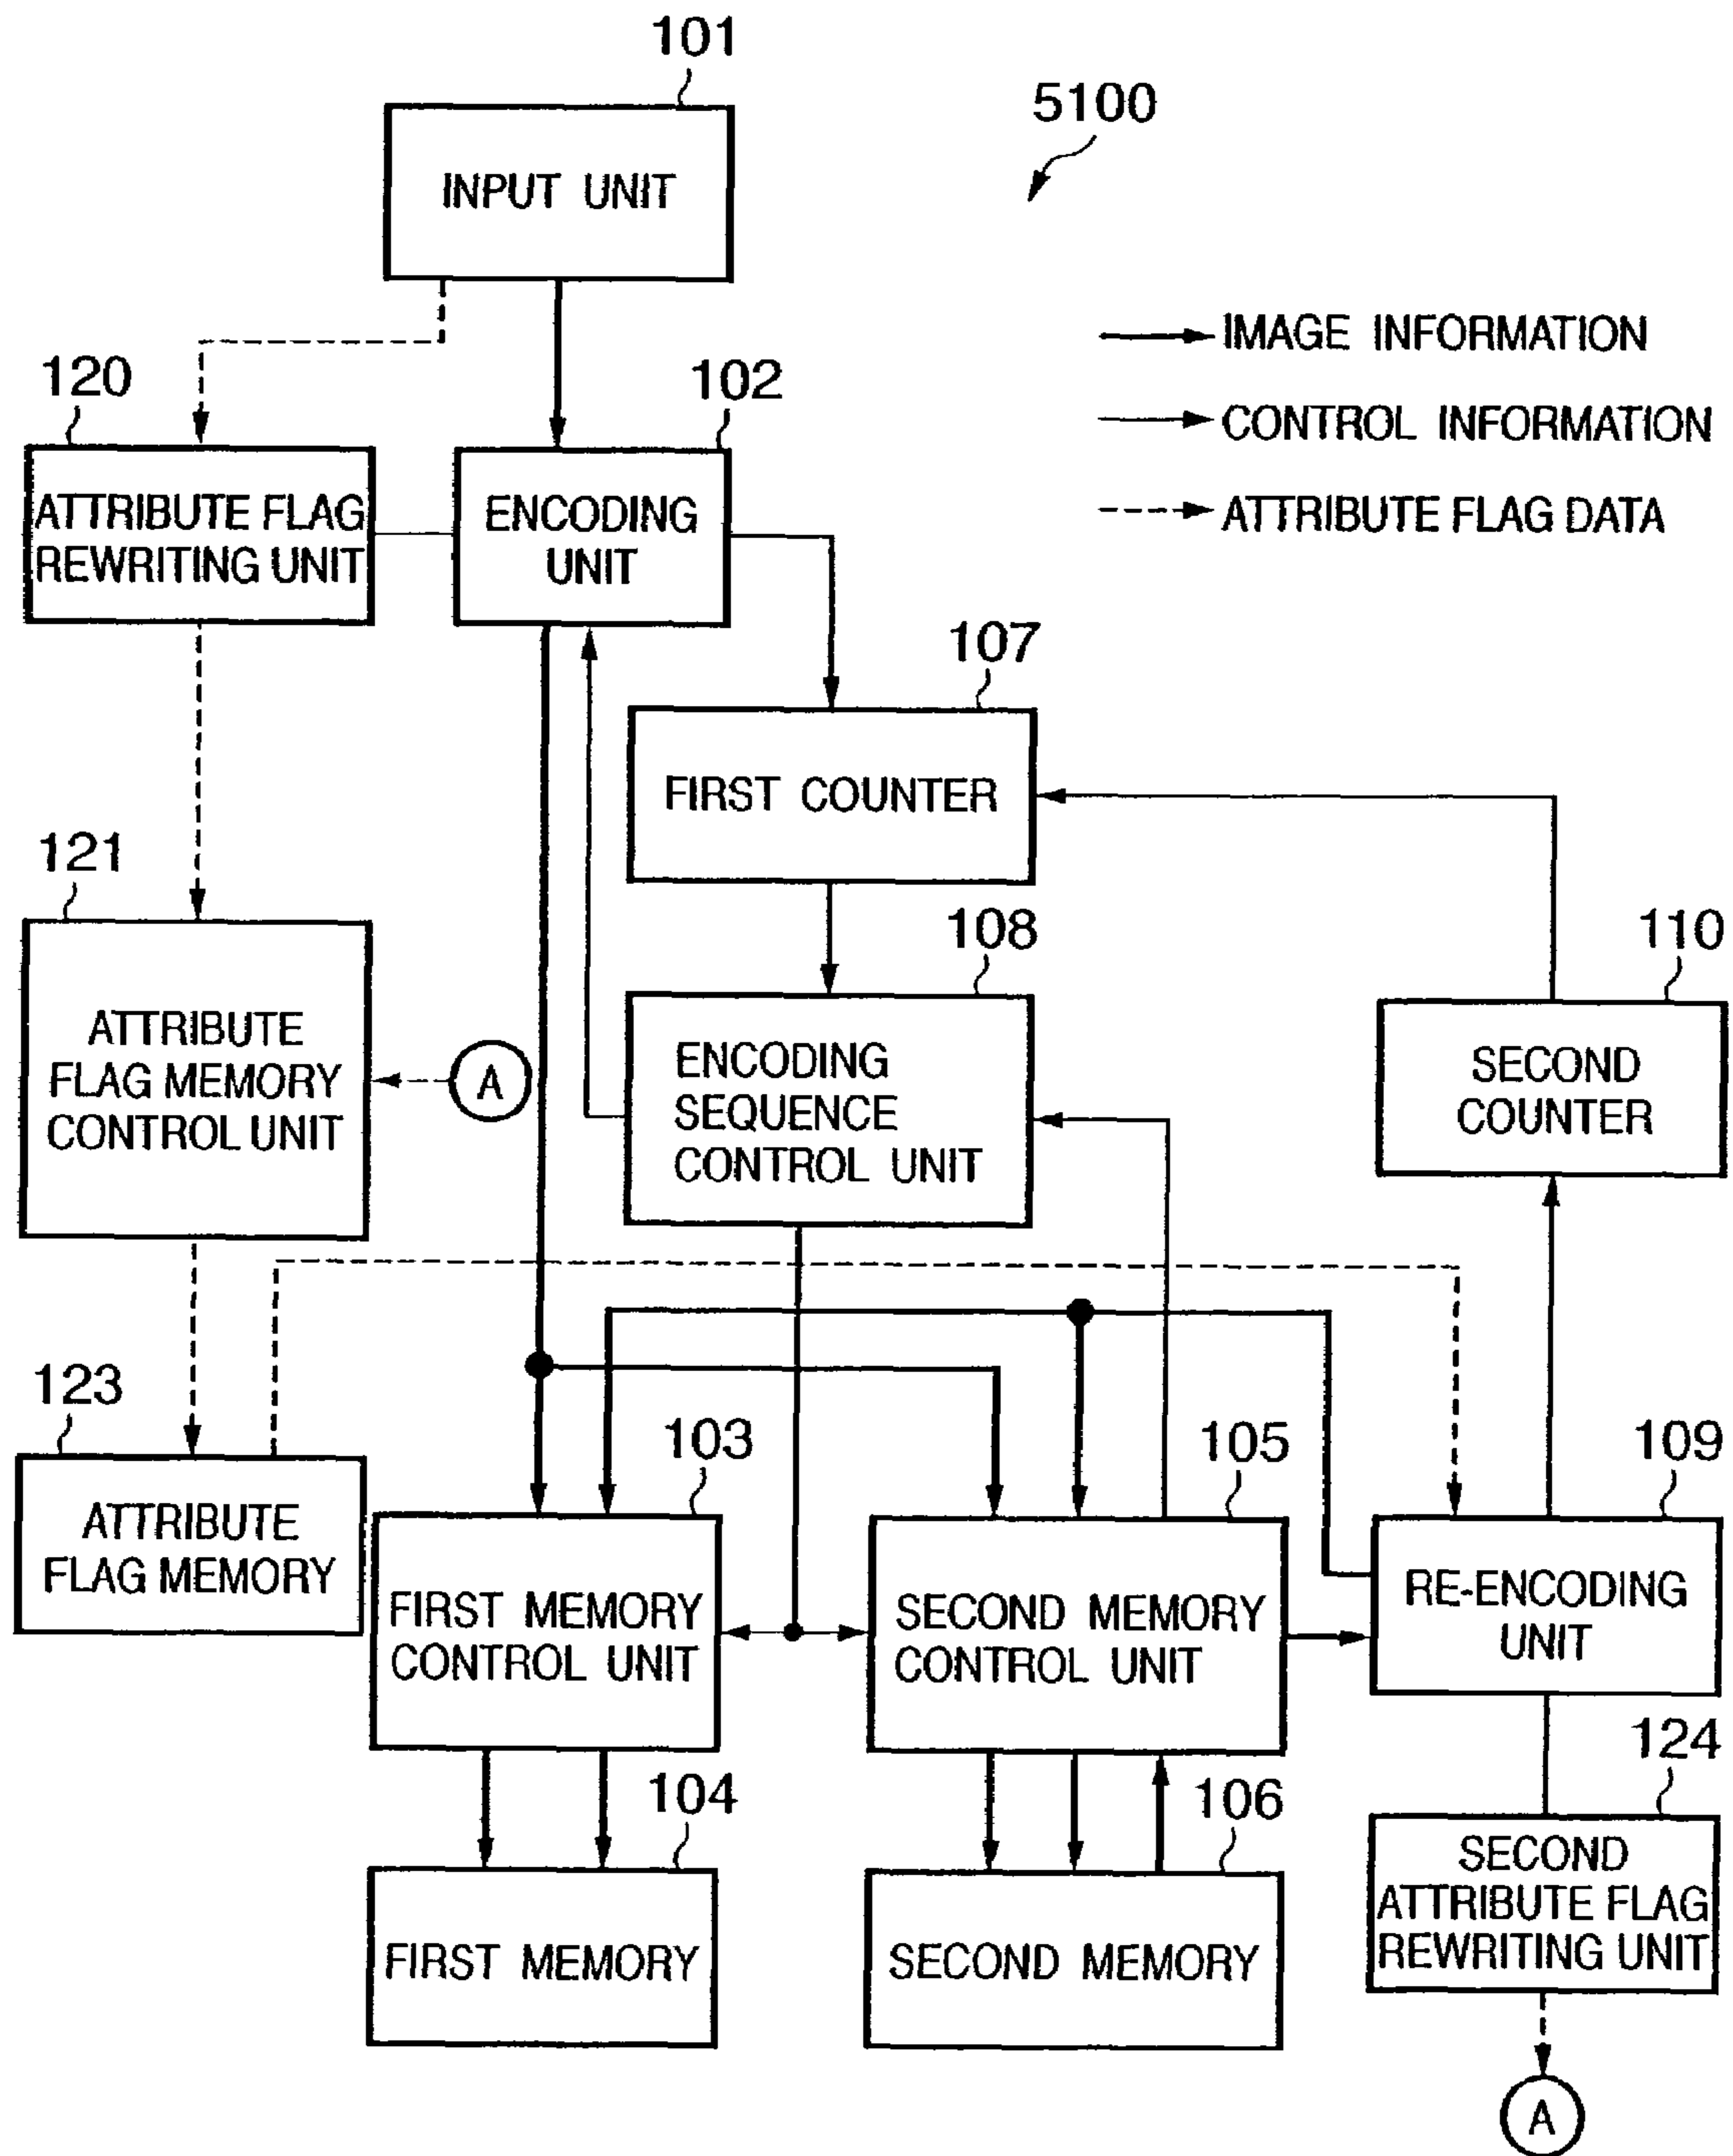 101
5100
INPUT UNIT
IMAGE INFORMATION
CONTROL INFORMATION
ATTRIBUTE FLAG DATA
120
102
ATTRIBUTE FLAG
REWRITING UNIT
ENCODING
UNIT
107
FIRST COUNTER
121
108
110
ATTRIBUTE
FLAG MEMORY
CONTROL UNIT
A
ENCODING
SEQUENCE
CONTROL UNIT
SECOND
COUNTER
123
103
105
109
ATTRIBUTE
FLAG MEMORY
FIRST MEMORY
CONTROL UNIT
SECOND MEMORY
CONTROL UNIT
RE-ENCODING
UNIT
104
106
124
FIRST MEMORY
SECOND MEMORY
SECOND
ATTRIBUTE FLAG
REWRITING UNIT
A